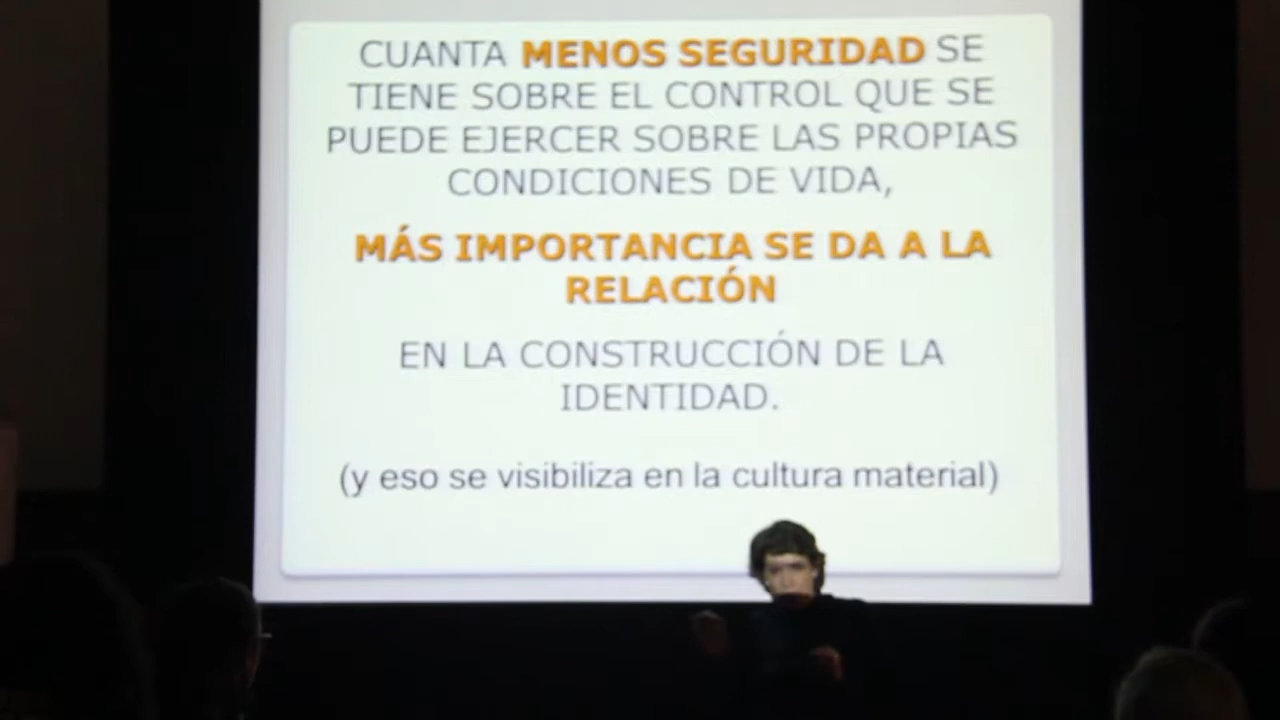 CUANTA MENOS SEGURIDAD SE
TIENE SOBRE EL CONTROL QUE SE
PUEDE EJERCER SOBRE LAS PROPIAS
CONDICIONES DE VIDA,
MÁS IMPORTANCIA SE DA A LA
RELACIÓN
EN LA CONSTRUCCIÓN DE LA
IDENTIDAD.
(y eso se visibiliza en la cultura material)